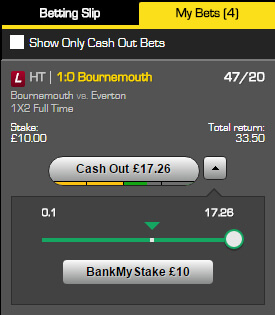 Betting Slip My Bets (4)
Show Only Cash Out Bets
L HT | 1:0 Bournemouth 47/20
Bournemouth vs. Everton
1X2 Full Time
Stake: Total return:
£10.00 33.50
Cash Out £17.26
0.1 17.26
BankMyStake £10